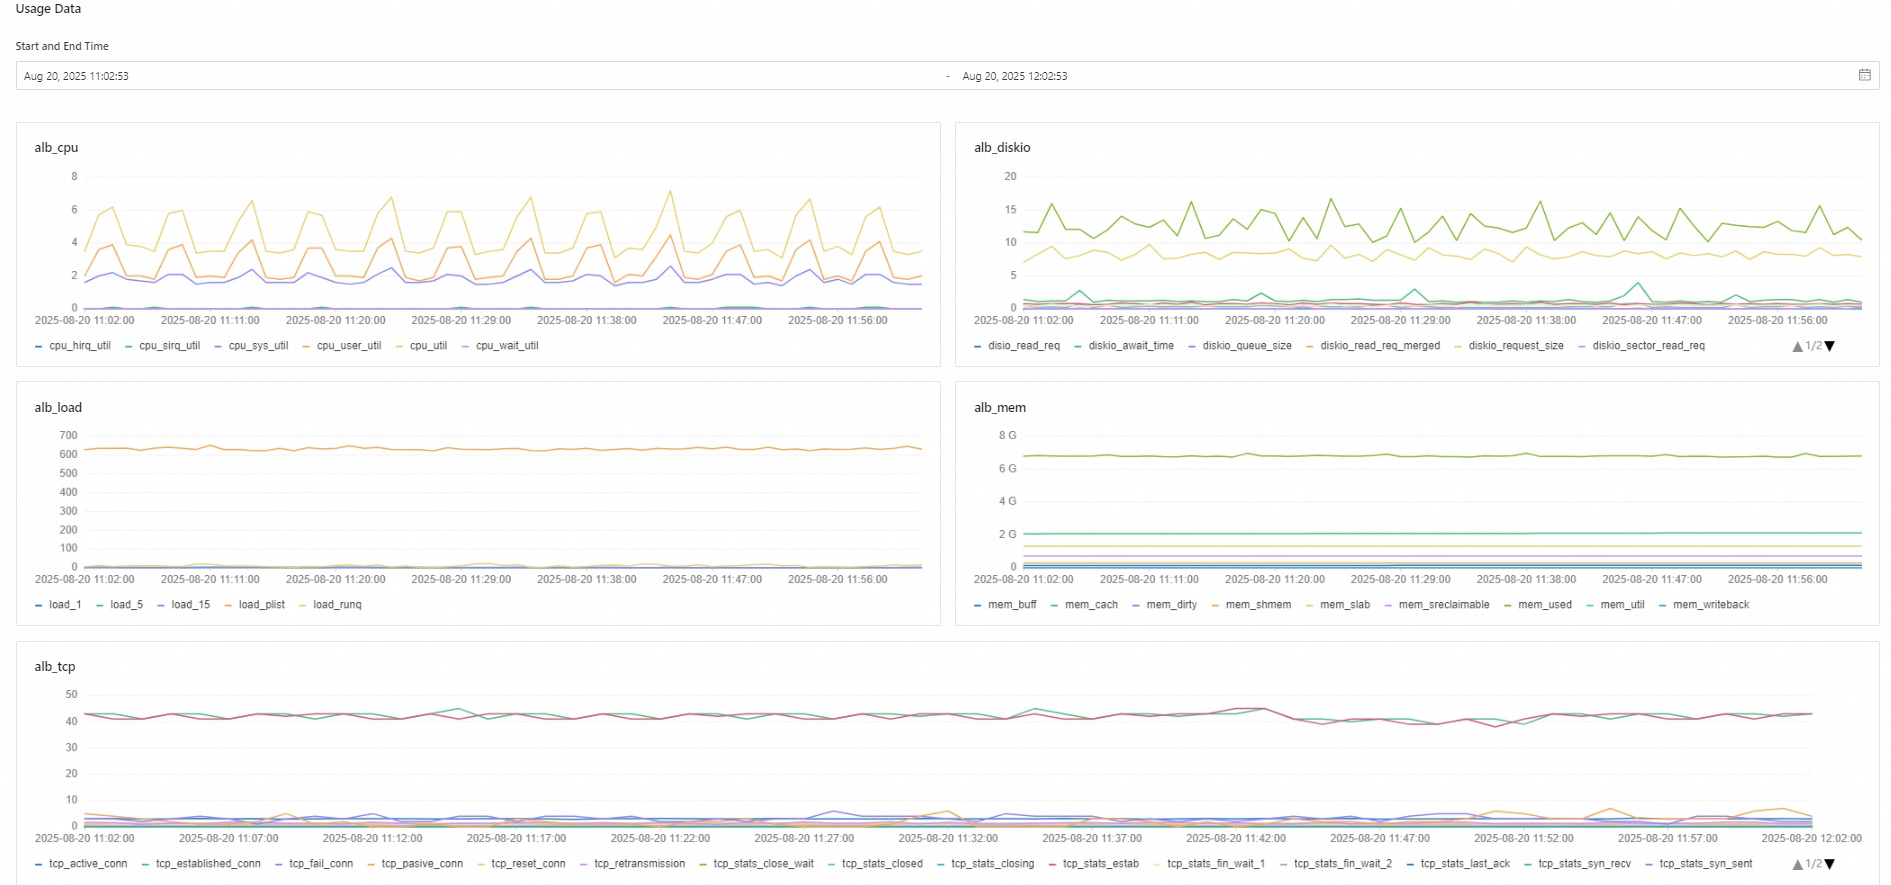 Usage Data
Start and End Time
Aug 20, 2025 11:02:53 - Aug 20, 2025 12:02:53
alb_cpu
8
6
4
2
0
2025-08-20 11:02:00 2025-08-20 11:11:00 2025-08-20 11:20:00 2025-08-20 11:29:00 2025-08-20 11:38:00 2025-08-20 11:47:00 2025-08-20 11:56:00
cpu_hirq_util cpu_sirq_util cpu_sys_util cpu_user_util cpu_util cpu_wait_util
alb_diskio
20
15
10
5
0
2025-08-20 11:02:00 2025-08-20 11:11:00 2025-08-20 11:20:00 2025-08-20 11:29:00 2025-08-20 11:38:00 2025-08-20 11:47:00 2025-08-20 11:56:00
disio_read_req diskio_await_time diskio_queue_size diskio_read_req_merged diskio_request_size diskio_sector_read_req ▲1/2▼
alb_load
700
600
500
400
300
200
100
0
2025-08-20 11:02:00 2025-08-20 11:11:00 2025-08-20 11:20:00 2025-08-20 11:29:00 2025-08-20 11:38:00 2025-08-20 11:47:00 2025-08-20 11:56:00
load_1 load_5 load_15 load_plist load_runq
alb_mem
8 G
6 G
4 G
2 G
0
2025-08-20 11:02:00 2025-08-20 11:11:00 2025-08-20 11:20:00 2025-08-20 11:29:00 2025-08-20 11:38:00 2025-08-20 11:47:00 2025-08-20 11:56:00
mem_buff mem_cach mem_dirty mem_shmem mem_slab mem_sreclaimable mem_used mem_util mem_writeback
alb_tcp
50
40
30
20
10
0
2025-08-20 11:02:00 2025-08-20 11:07:00 2025-08-20 11:12:00 2025-08-20 11:17:00 2025-08-20 11:22:00 2025-08-20 11:27:00 2025-08-20 11:32:00 2025-08-20 11:37:00 2025-08-20 11:42:00 2025-08-20 11:47:00 2025-08-20 11:52:00 2025-08-20 11:57:00 2025-08-20 12:02:00
tcp_active_conn tcp_established_conn tcp_fail_conn tcp_pasive_conn tcp_reset_conn tcp_retransmission tcp_stats_close_wait tcp_stats_closed tcp_stats_closing tcp_stats_estab tcp_stats_fin_wait_1 tcp_stats_fin_wait_2 tcp_stats_last_ack tcp_stats_syn_recv tcp_stats_syn_sent ▲1/2▼